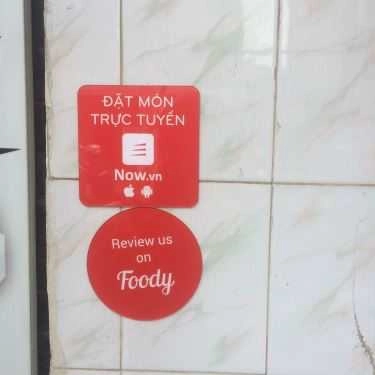 ĐẶT MÓN
TRỰC TUYẾN
Now.vn
Review us
on
Foody